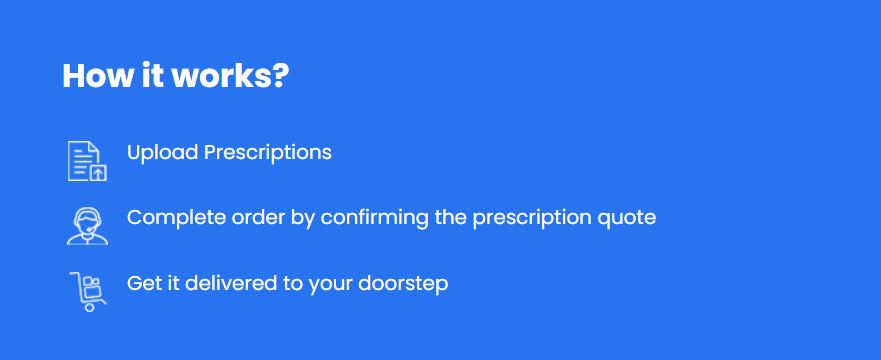 How it works?
Upload Prescriptions
Complete order by confirming the prescription quote
Get it delivered to your doorstep